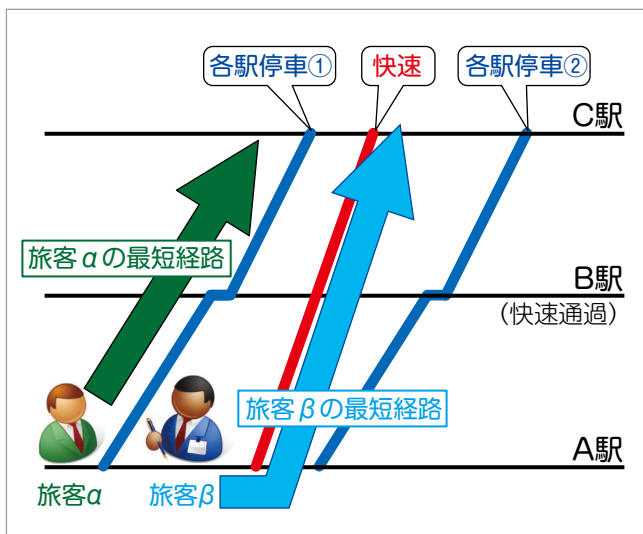 各駅停車①
快速
各駅停車②
C駅
旅客αの最短経路
B駅
(快速通過)
旅客βの最短経路
A駅
旅客α
旅客β